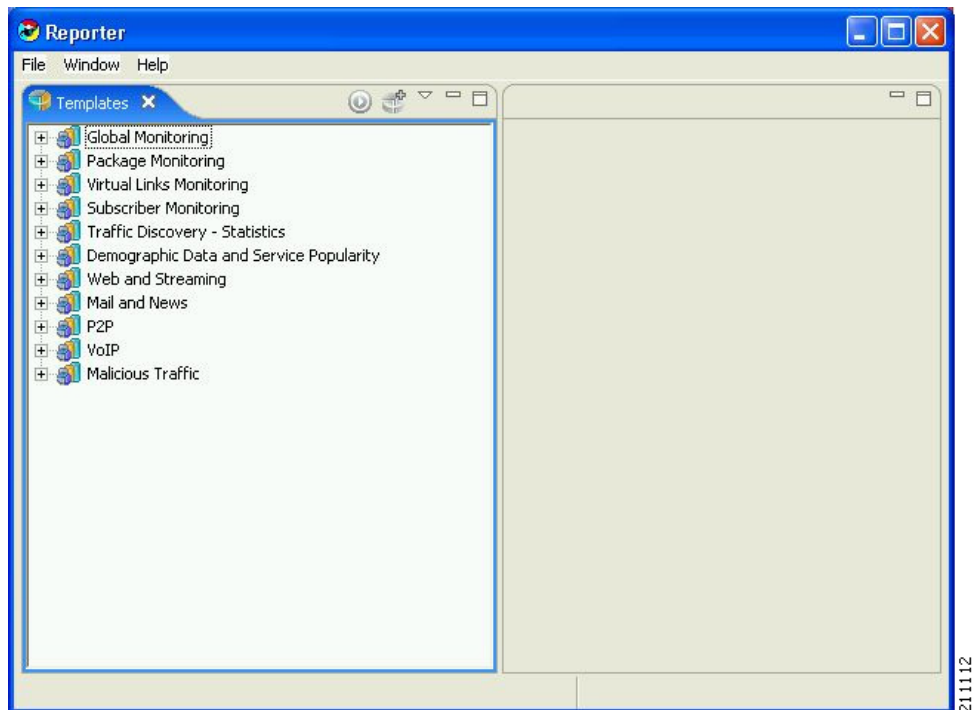 Reporter
File Window Help
Templates
Global Monitoring
Package Monitoring
Virtual Links Monitoring
Subscriber Monitoring
Traffic Discovery - Statistics
Demographic Data and Service Popularity
Web and Streaming
Mail and News
P2P
VoIP
Malicious Traffic
211112